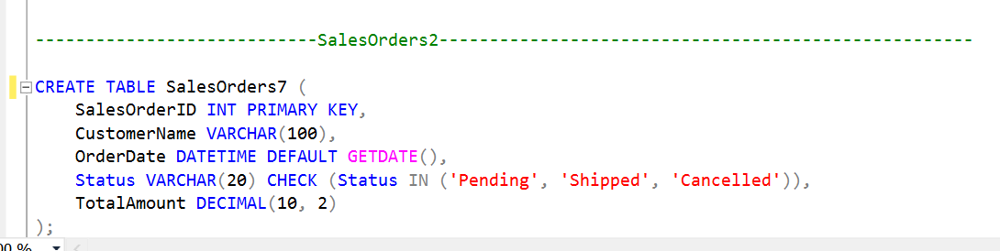 ----------------------------SalesOrders2-----------------------------------------------------
CREATE TABLE SalesOrders7 (
SalesOrderID INT PRIMARY KEY,
CustomerName VARCHAR(100),
OrderDate DATETIME DEFAULT GETDATE(),
Status VARCHAR(20) CHECK (Status IN ('Pending', 'Shipped', 'Cancelled')),
TotalAmount DECIMAL(10, 2)
);